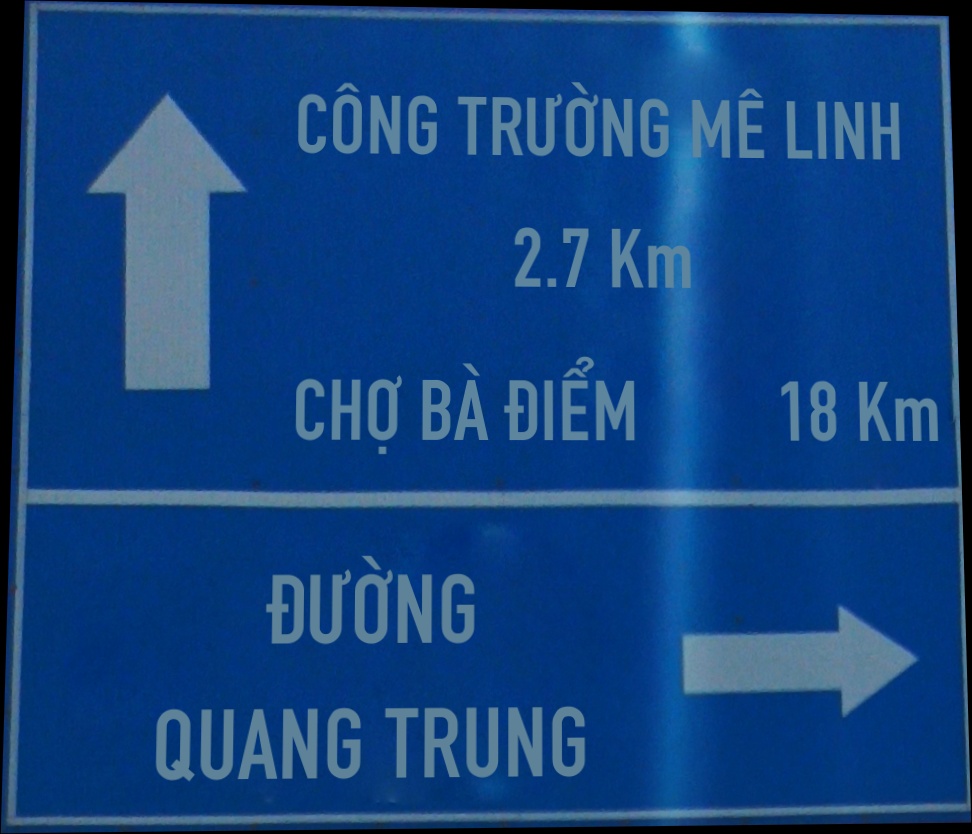 CÔNG TRƯỜNG MÊ LINH
2.7 Km
CHỢ BÀ ĐIỂM 18 Km
ĐƯỜNG
QUANG TRUNG